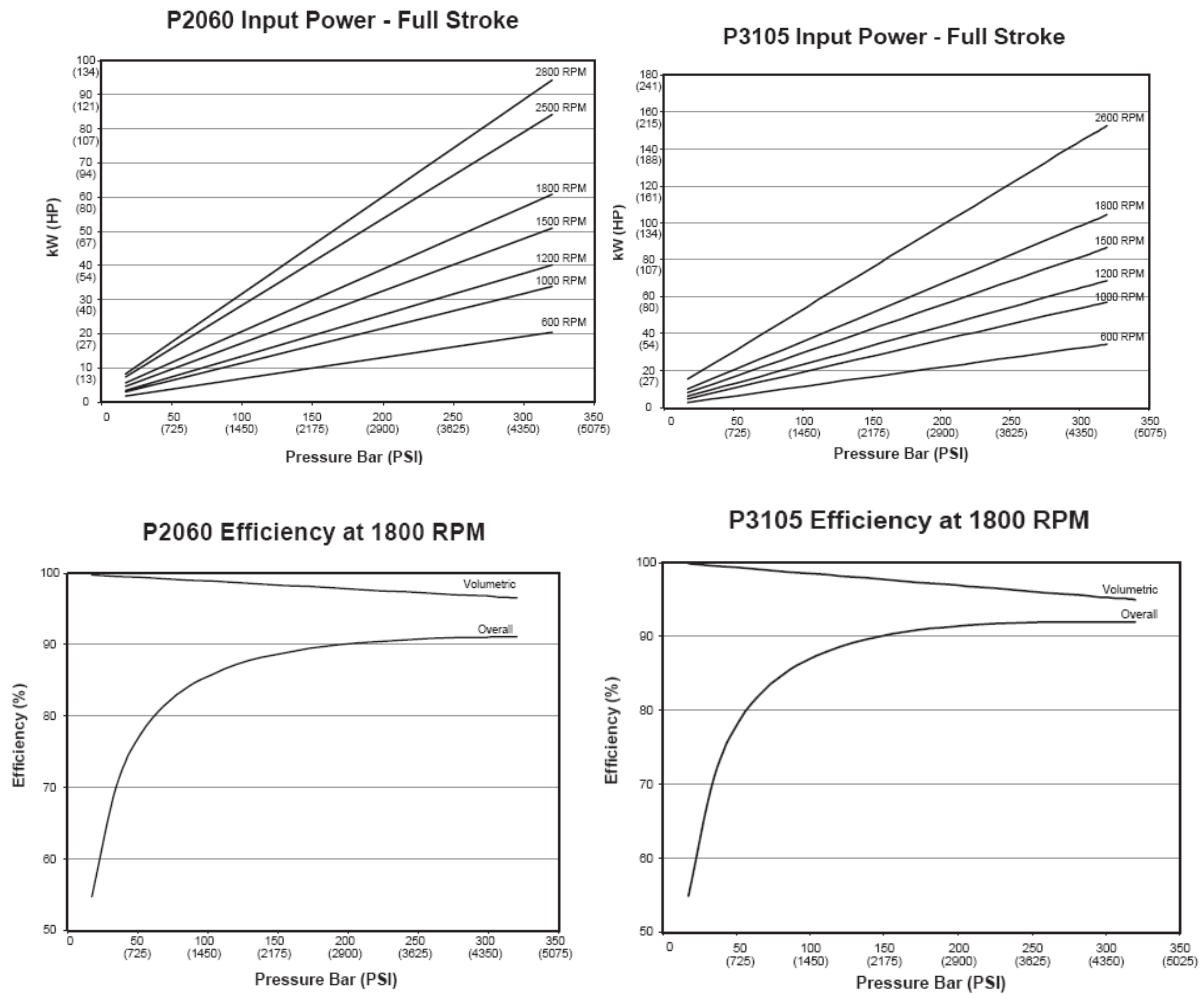 P2060 Input Power - Full Stroke
100
(134)
90
(121)
80
(107)
70
(94)
60
(80)
50
(67)
40
(54)
30
(40)
20
(27)
10
(13)
0
kW (HP)
2800 RPM
2500 RPM
1800 RPM
1500 RPM
1200 RPM
1000 RPM
600 RPM
50 100 150 200 250 300 350
(725) (1450) (2175) (2900) (3625) (4350) (5075)
Pressure Bar (PSI)
P3105 Input Power - Full Stroke
180
(241)
160
(215)
140
(188)
120
(161)
100
(134)
80
(107)
60
(80)
40
(54)
20
(27)
0
kW (HP)
2600 RPM
1800 RPM
1500 RPM
1200 RPM
1000 RPM
600 RPM
0 50 100 150 200 250 300 350
(725) (1450) (2175) (2900) (3625) (4350) (5075)
Pressure Bar (PSI)
P2060 Efficiency at 1800 RPM
100
90
80
70
60
50
Efficiency (%)
Volumetric
Overall
0 50 100 150 200 250 300 350
(725) (1450) (2175) (2900) (3625) (4350) (5075)
Pressure Bar (PSI)
P3105 Efficiency at 1800 RPM
100
90
80
70
60
50
Efficiency (%)
Volumetric
Overall
0 50 100 150 200 250 300 350
(725) (1450) (2175) (2900) (3625) (4350) (5025)
Pressure Bar (PSI)